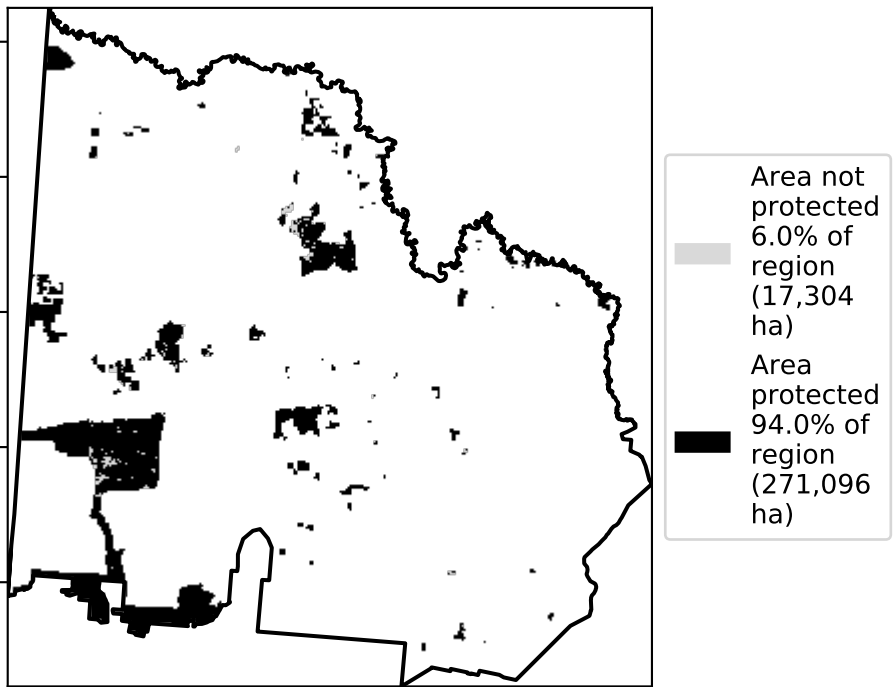 Area not
protected
6.0% of
region
(17,304
ha)
Area
protected
94.0% of
region
(271,096
ha)